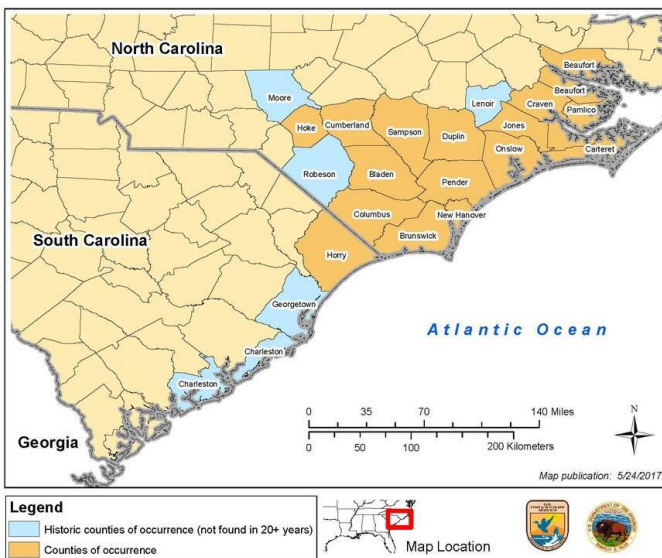 North Carolina
Beaufort
Moore
Lenoir
Beaufort
Craven
Pamlico
Hoke
Cumberland
Sampson
Duplin
Jones
Onslow
Carteret
Robeson
Bladen
Pender
Columbus
New Hanover
Brunswick
South Carolina
Horry
Georgetown
Atlantic Ocean
Charleston
Charleston
0 35 70 140 Miles
0 50 100 200 Kilometers
N
Georgia
Map publication: 5/24/2017
Legend
Historic counties of occurrence (not found in 20+ years)
Counties of occurrence
Map Location